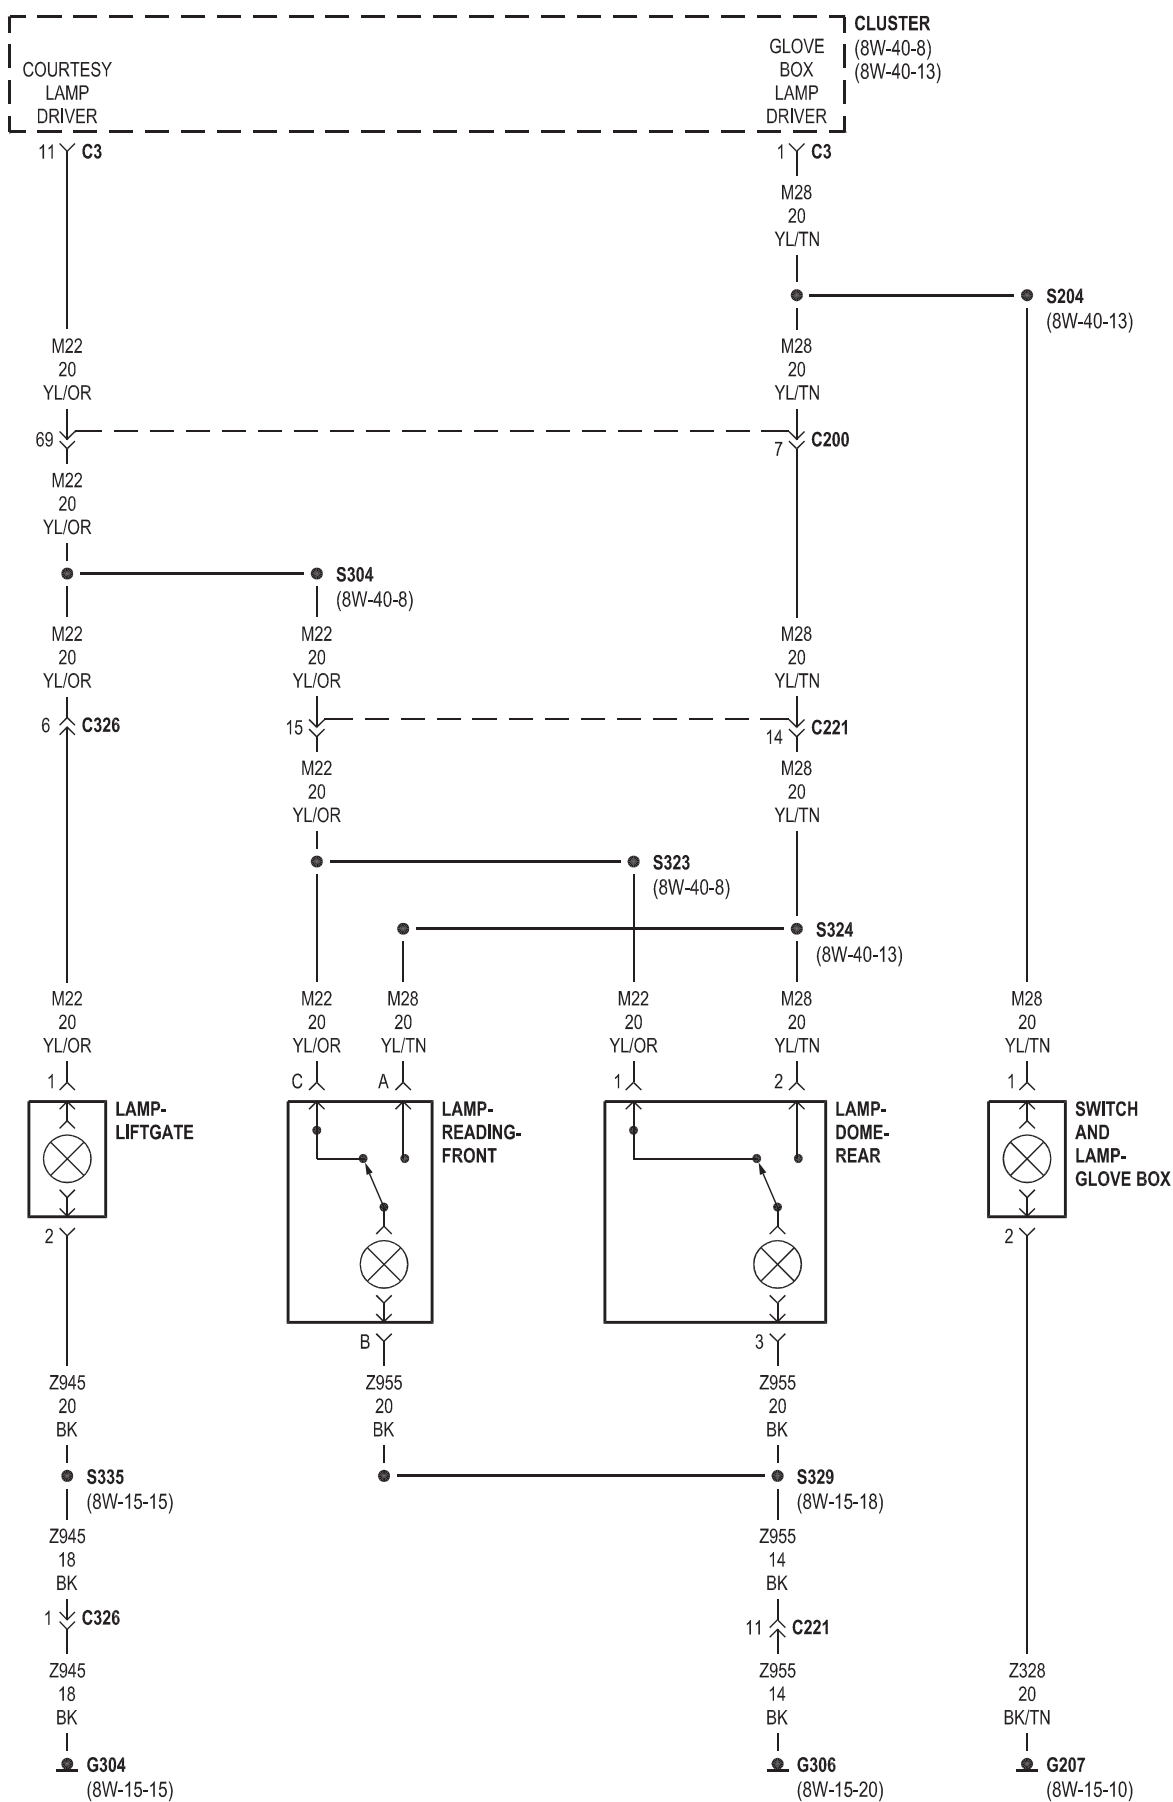 CLUSTER
(8W-40-8)
(8W-40-13)
COURTESY
LAMP
DRIVER
GLOVE
BOX
LAMP
DRIVER
11 C3
1 C3
M28
20
YL/TN
S204
(8W-40-13)
M22
20
YL/OR
M28
20
YL/TN
69
7 C200
M22
20
YL/OR
S304
(8W-40-8)
M22
20
YL/OR
M22
20
YL/OR
M28
20
YL/TN
6 C326
15
14 C221
M22
20
YL/OR
M28
20
YL/TN
S323
(8W-40-8)
S324
(8W-40-13)
M22
20
YL/OR
M22
20
YL/OR
M28
20
YL/TN
M22
20
YL/OR
M28
20
YL/TN
M28
20
YL/TN
1 C A 1 2 1
LAMP-
LIFTGATE
LAMP-
READING-
FRONT
LAMP-
DOME-
REAR
SWITCH
AND
LAMP-
GLOVE BOX
2
2
B
3
Z945
20
BK
Z955
20
BK
Z955
20
BK
S335
(8W-15-15)
S329
(8W-15-18)
Z945
18
BK
Z955
14
BK
1 C326
11 C221
Z945
18
BK
Z955
14
BK
Z328
20
BK/TN
G304
(8W-15-15)
G306
(8W-15-20)
G207
(8W-15-10)